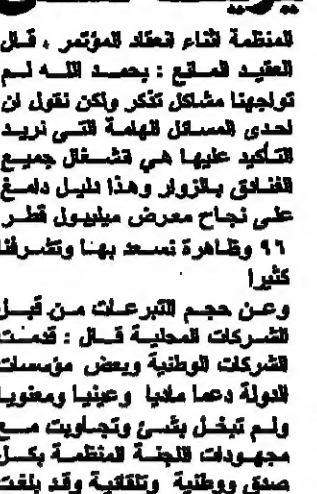 المنظمة اثناء انعقاد المؤتمر ، قال
العقيد المانع : بحمد الله لم
تواجهنا مشاكل تذكر ولكن نقول ان
احدى المسائل الهامة التي نريد
التأكيد عليها هي اشغال جميع
الفنادق بالزوار وهذا دليل دامغ
على نجاح معرض ميليبول قطر
٩٦ وظاهرة نسعد بها وتشرفنا
كثيرا
وعن حجم التبرعات من قبل
الشركات المحلية قال : قدمت
الشركات الوطنية وبعض مؤسسات
الدولة دعما ماديا وعينيا ومعنويا
ولم تبخل بشئ وتجاوبت مع
مجهودات اللجنة المنظمة بكل
صدق ووطنية وتلقائية وقد بلغت